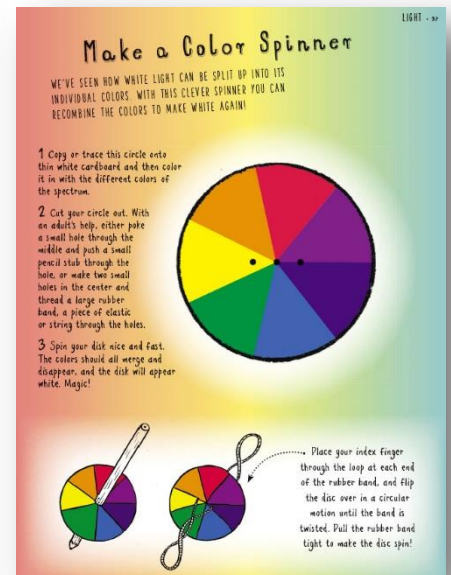 LIGHT · 37
Make a Color Spinner
WE'VE SEEN HOW WHITE LIGHT CAN BE SPLIT UP INTO ITS
INDIVIDUAL COLORS. WITH THIS CLEVER SPINNER YOU CAN
RECOMBINE THE COLORS TO MAKE WHITE AGAIN!
1 Copy or trace this circle onto
thin white cardboard and then color
it in with the different colors of
the spectrum.
2 Cut your circle out. With
an adult's help, either poke
a small hole through the
middle and push a small
pencil stub through the
hole, or make two small
holes in the center and
thread a large rubber
band, a piece of elastic
or string through the holes.
3 Spin your disk nice and fast.
The colors should all merge and
disappear, and the disk will appear
white. Magic!
Place your index finger
through the loop at each end
of the rubber band, and flip
the disc over in a circular
motion until the band is
twisted. Pull the rubber band
tight to make the disc spin!